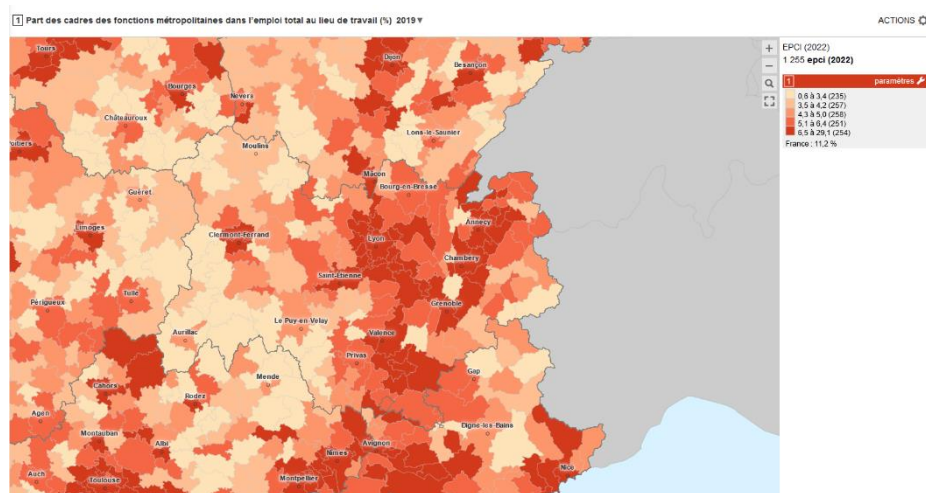 1 Part des cadres des fonctions métropolitaines dans l'emploi total au lieu de travail (%) 2019
ACTIONS
EPCI (2022)
1 255 epci (2022)
1 paramètres
0,6 à 3,4 (235)
3,5 à 4,2 (257)
4,3 à 5,0 (258)
5,1 à 6,4 (251)
6,5 à 29,1 (254)
France : 11,2 %
Tours
Dijon
Besançon
Bourges
Nevers
Châteauroux
Lons-le-Saunier
Moulins
Mâcon
Bourg-en-Bresse
Guéret
Annecy
Limoges
Clermont-Ferrand
Lyon
Chambéry
Saint-Étienne
Tulle
Périgueux
Grenoble
Le Puy-en-Velay
Aurillac
Valence
Privas
Gap
Mende
Cahors
Rodez
Agen
Digne-les-Bains
Montauban
Albi
Avignon
Nîmes
Nice
Auch
Toulouse
Montpellier